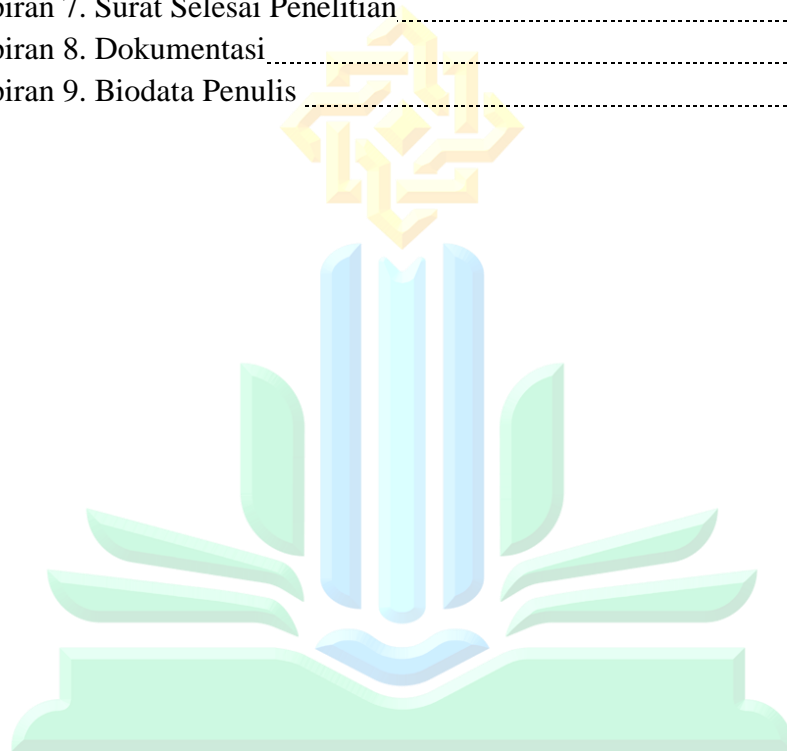 piran 7. Surat Selesai Penelitian
piran 8. Dokumentasi
piran 9. Biodata Penulis